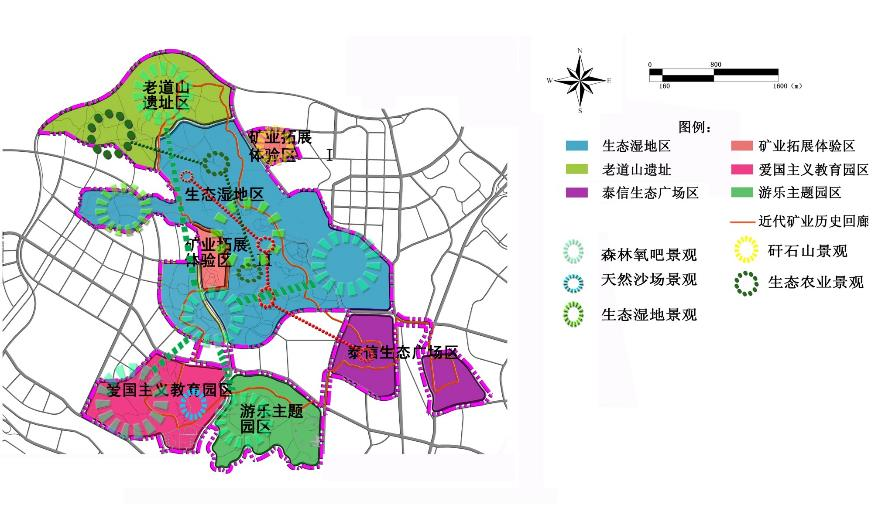 老道山
遗址区
矿业拓展
体验区 I
生态湿地区
矿业拓展
体验区 II
泰信生态广场区
爱国主义教育园区
游乐主题
园区
N
W
E
S
0 800
160 1600 (m)
图例：
生态湿地区
矿业拓展体验区
老道山遗址
爱国主义教育园区
泰信生态广场区
游乐主题园区
近代矿业历史回廊
森林氧吧景观
矸石山景观
天然沙场景观
生态农业景观
生态湿地景观